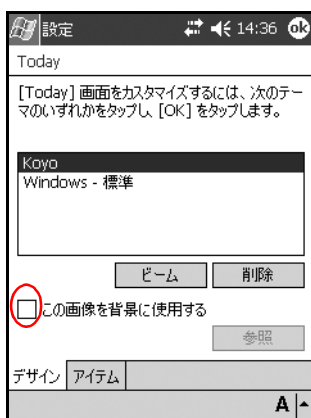 設定 14:36 ok
Today
[Today] 画面をカスタマイズするには、次のテー
マのいずれかをタップし、[OK] をタップします。
Koyo
Windows - 標準
ビーム 削除
この画像を背景に使用する
参照
デザイン アイテム
A